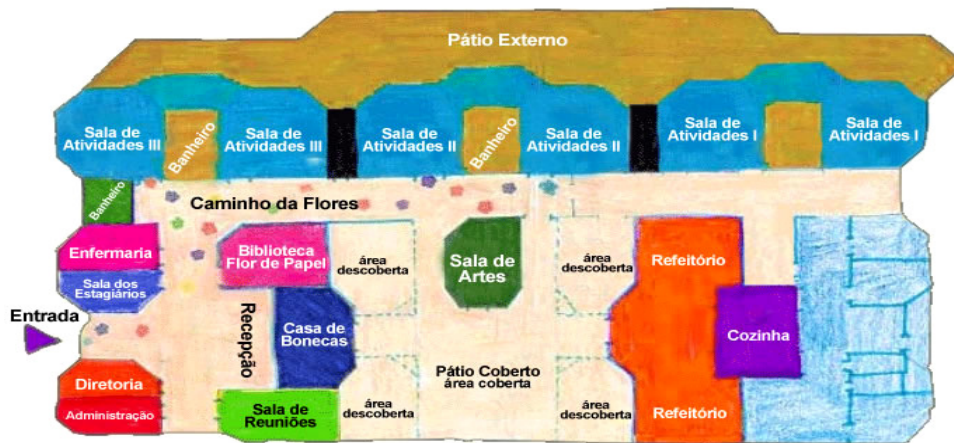 Pátio Externo
Sala de
Atividades III
Banheiro
Sala de
Atividades III
Sala de
Atividades II
Banheiro
Sala de
Atividades II
Sala de
Atividades I
Sala de
Atividades I
Banheiro
Caminho da Flores
Enfermaria
Biblioteca
Flor de Papel
área
descoberta
Sala de
Artes
área
descoberta
Refeitório
Sala dos
Estagiários
Entrada
Recepção
Casa de
Bonecas
Cozinha
Diretoria
Pátio Coberto
área coberta
Administração
Sala de
Reuniões
área
descoberta
área
descoberta
Refeitório